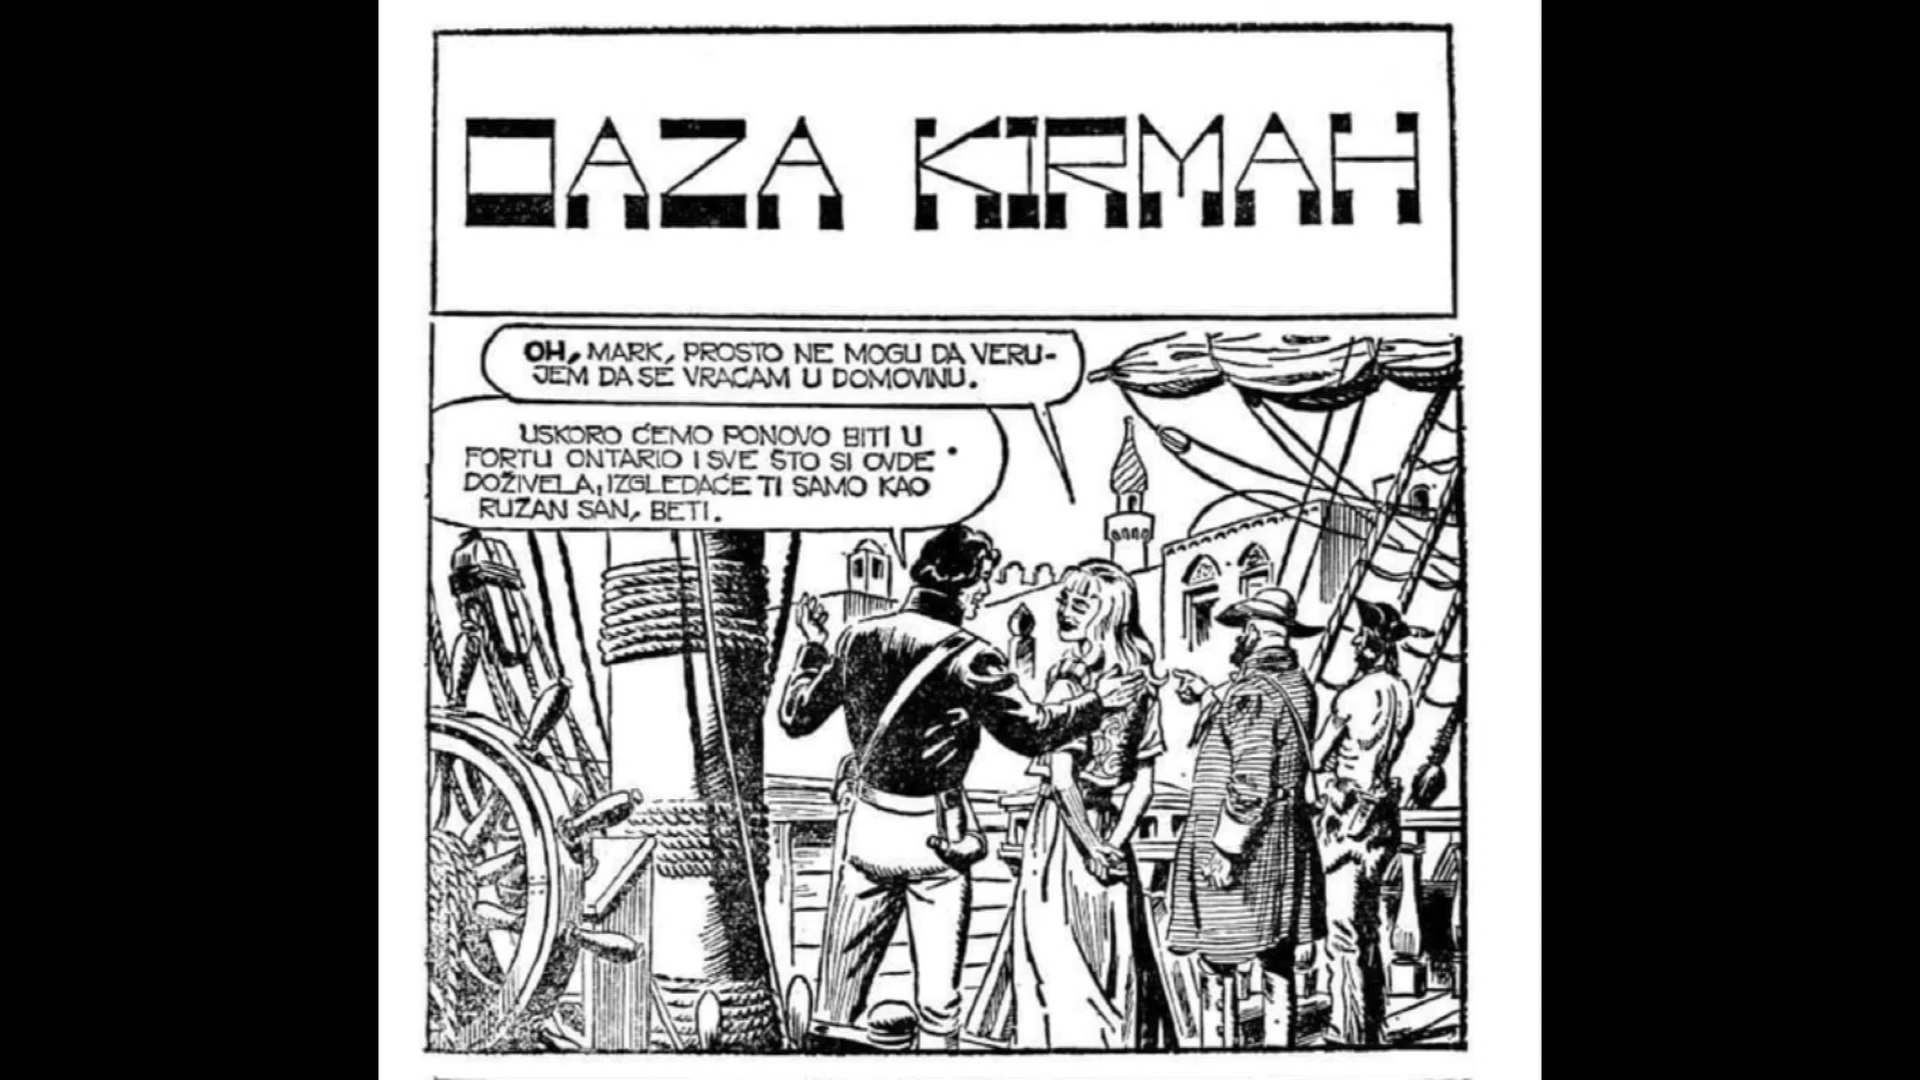 OAZA KIRMAH
OH, MARK, PROSTO NE MOGU DA VERU-
JEM DA SE VRAĆAM U DOMOVINU.
USKORO ĆEMO PONOVO BITI U
FORTU ONTARIO I SVE ŠTO SI OVDE
DOŽIVELA, IZGLEDAĆE TI SAMO KAO
RUŽAN SAN, BETI.